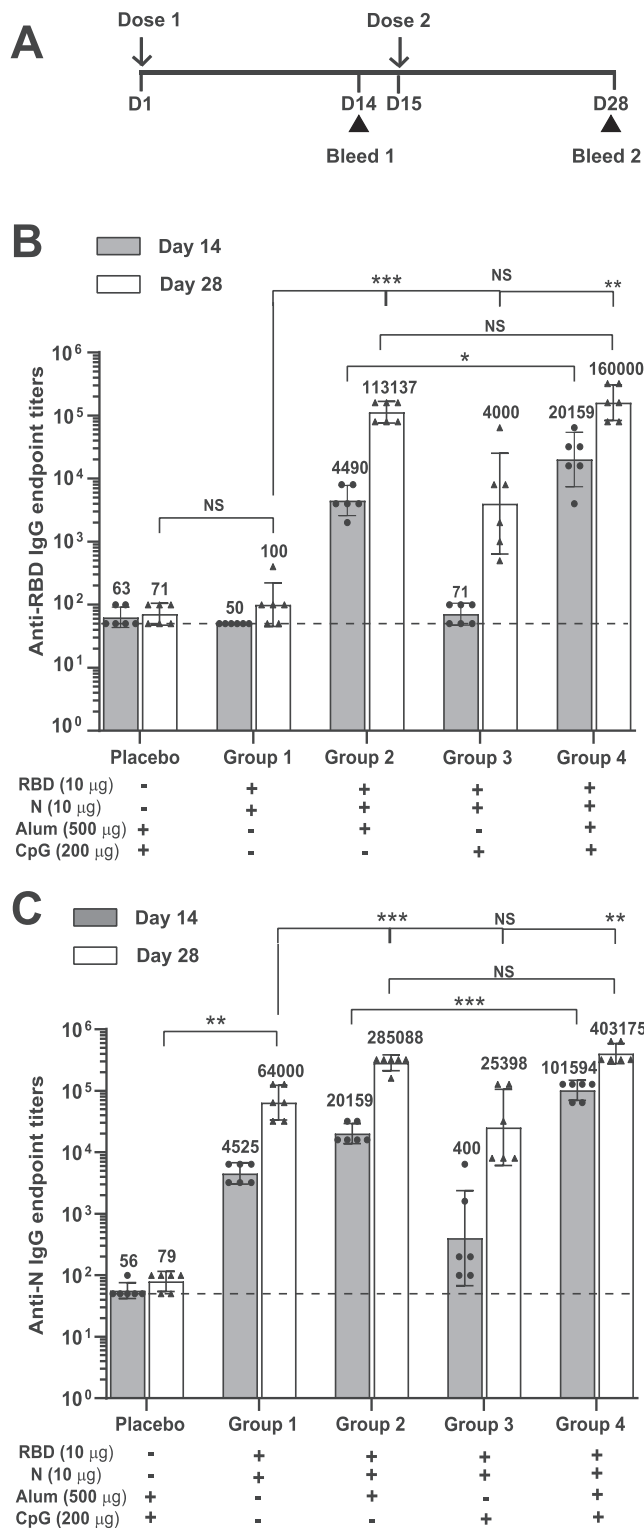 A
Dose 1 Dose 2
D1 D14 D15 D28
Bleed 1 Bleed 2
B
Day 14
Day 28
*** NS **
NS
*
NS
Anti-RBD IgG endpoint titers
10⁶
10⁵
10⁴
10³
10²
10¹
10⁰
63 71 50 100 4490 113137 71 4000 20159 160000
Placebo Group 1 Group 2 Group 3 Group 4
RBD (10 µg) - + + + +
N (10 µg) - + + + +
Alum (500 µg) + - + - +
CpG (200 µg) + - - + +
C
Day 14
Day 28
*** NS **
NS
***
**
Anti-N IgG endpoint titers
10⁶
10⁵
10⁴
10³
10²
10¹
10⁰
56 79 4525 64000 20159 285088 400 25398 101594 403175
Placebo Group 1 Group 2 Group 3 Group 4
RBD (10 µg) - + + + +
N (10 µg) - + + + +
Alum (500 µg) + - + - +
CpG (200 µg) + - - + +